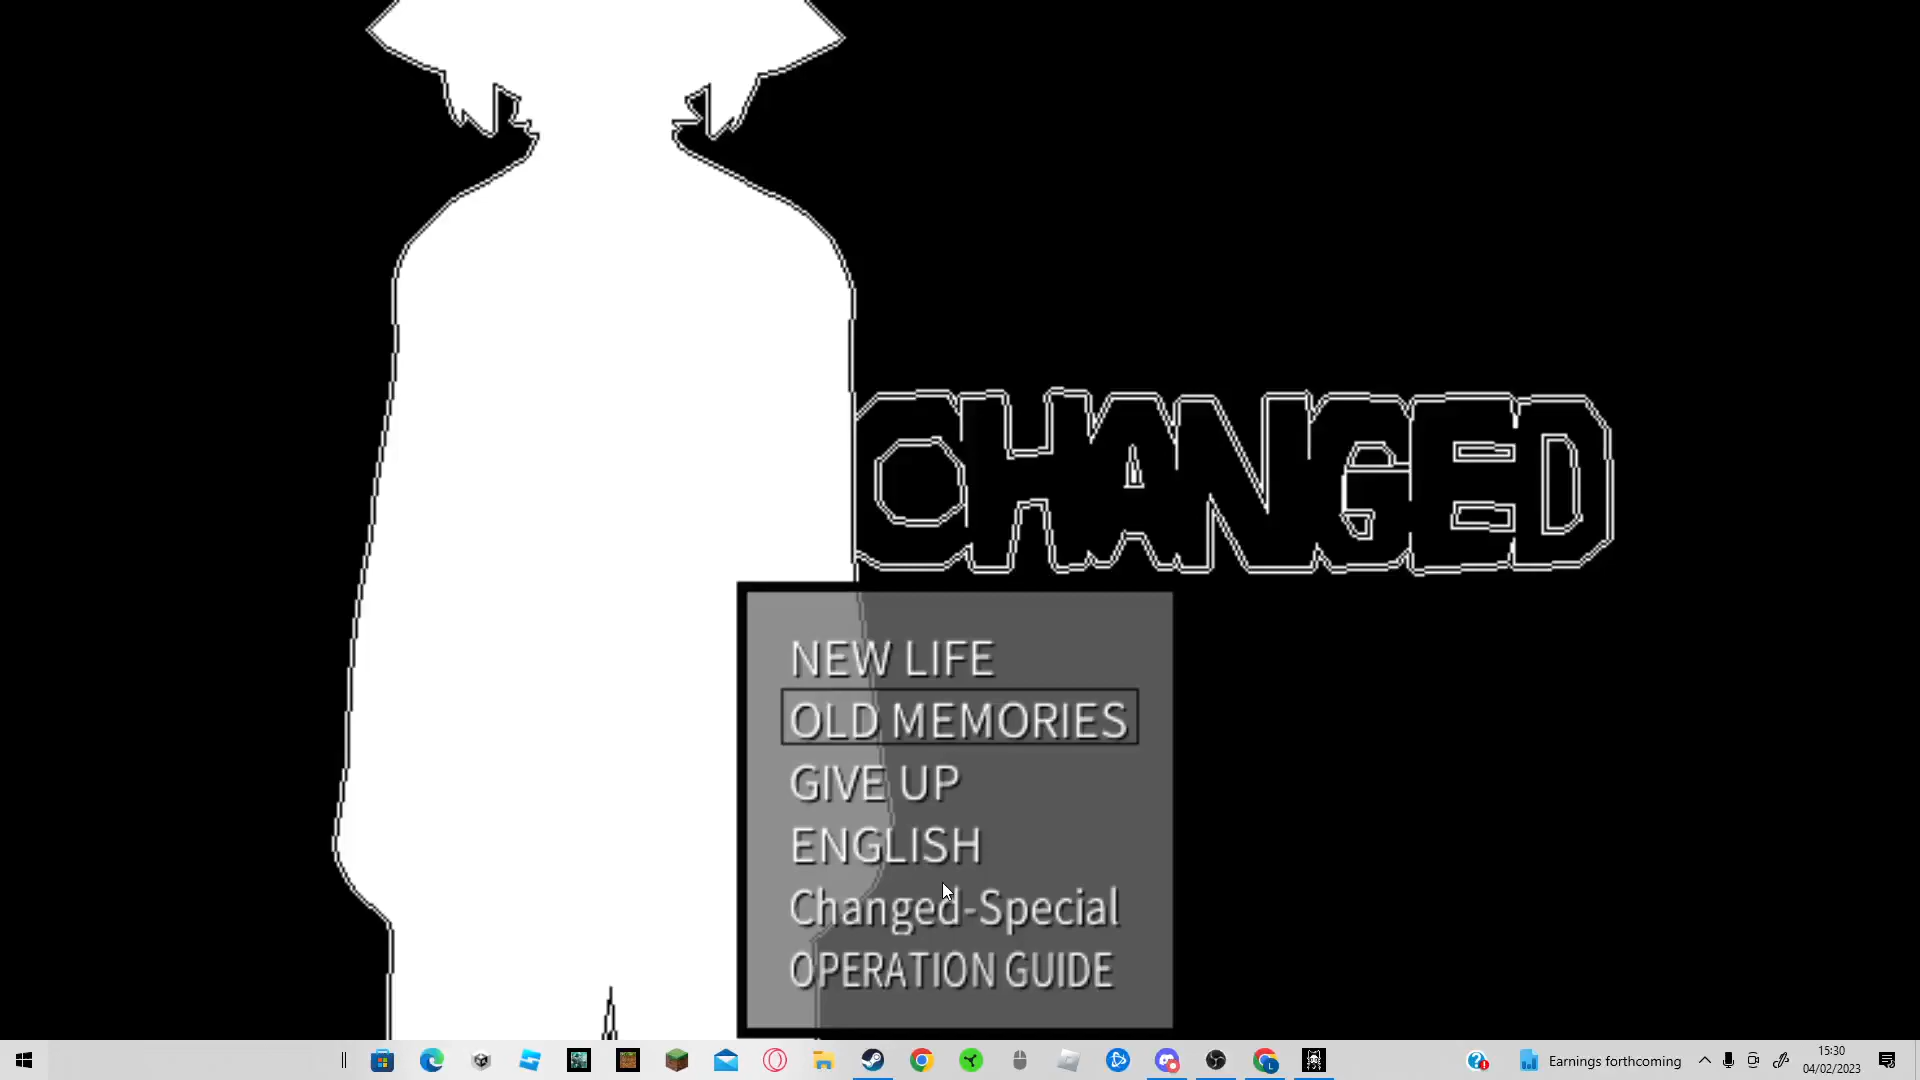 CHANGED
NEW LIFE
OLD MEMORIES
GIVE UP
ENGLISH
Changed-Special
OPERATION GUIDE
Earnings forthcoming
15:30
04/02/2023